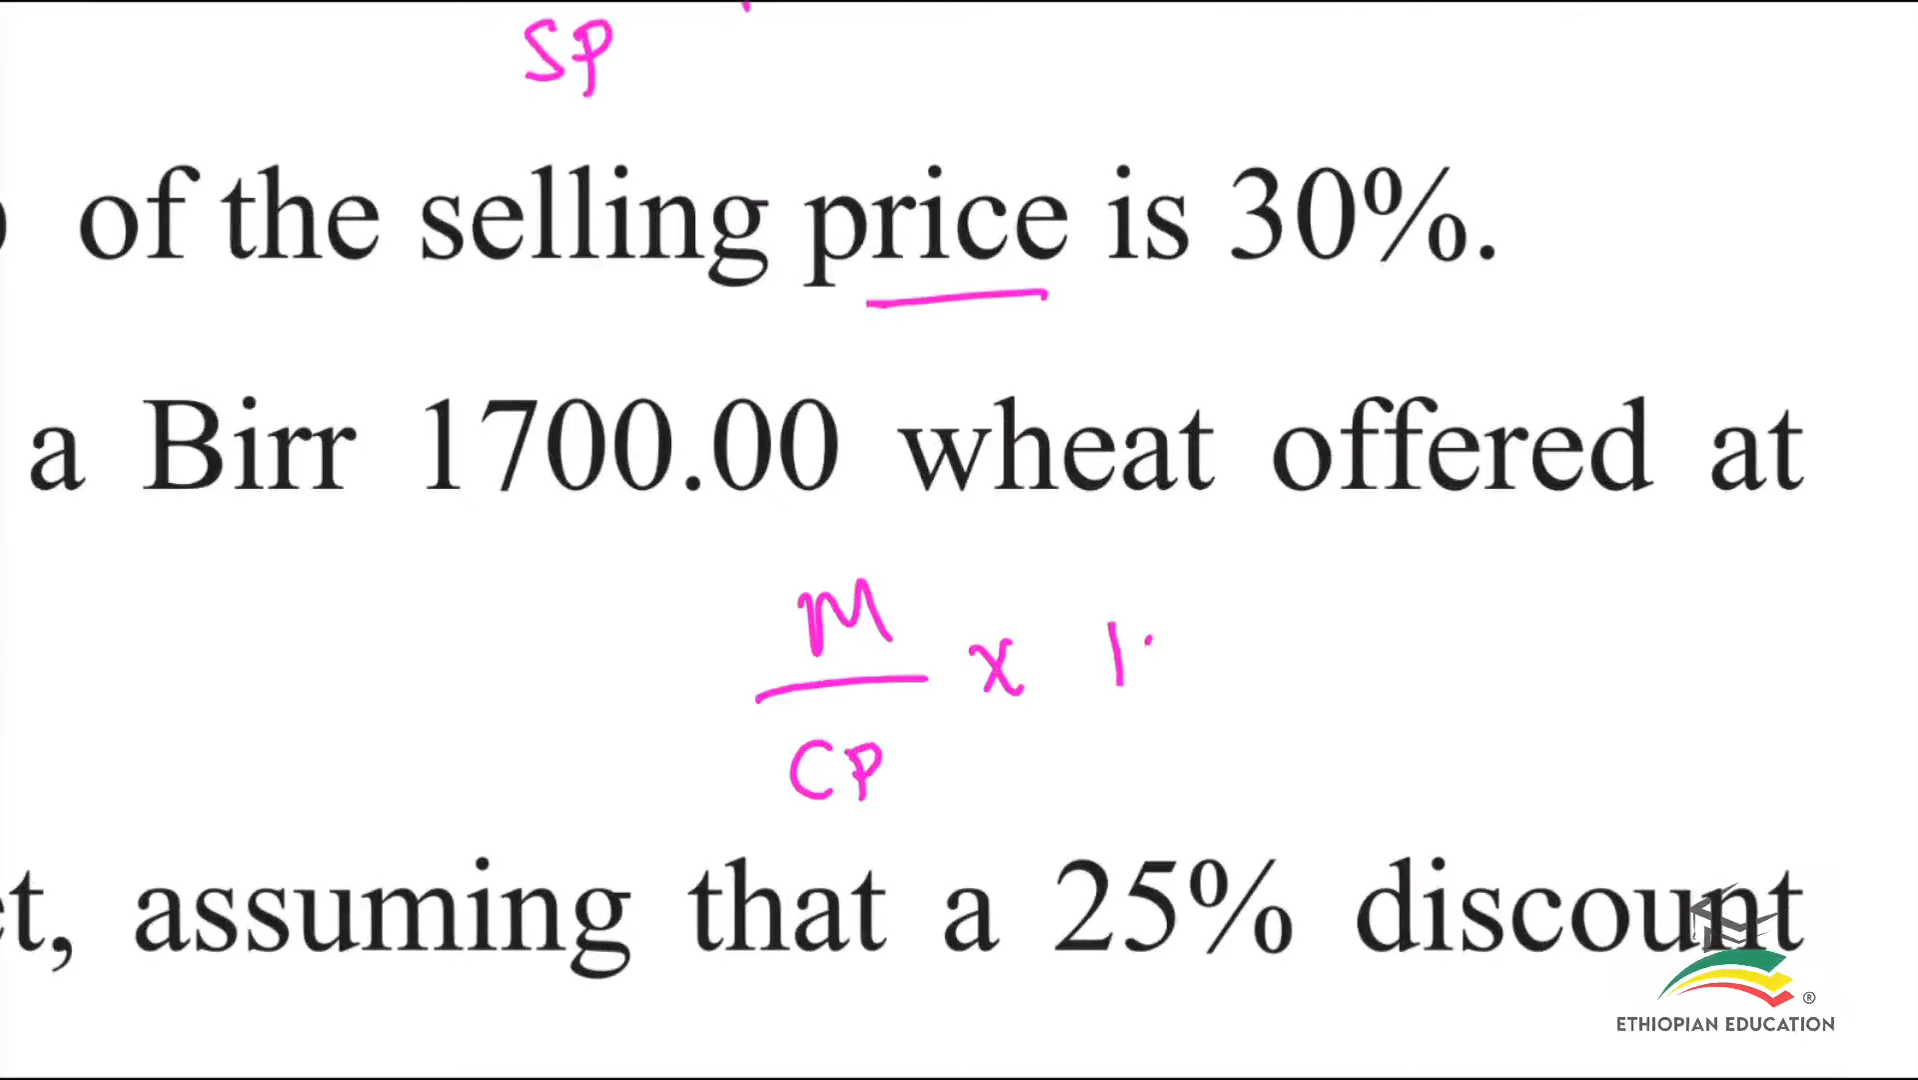 SP
of the selling price is 30%.
a Birr 1700.00 wheat offered at
M
x 1
CP
t, assuming that a 25% discount
®
ETHIOPIAN EDUCATION